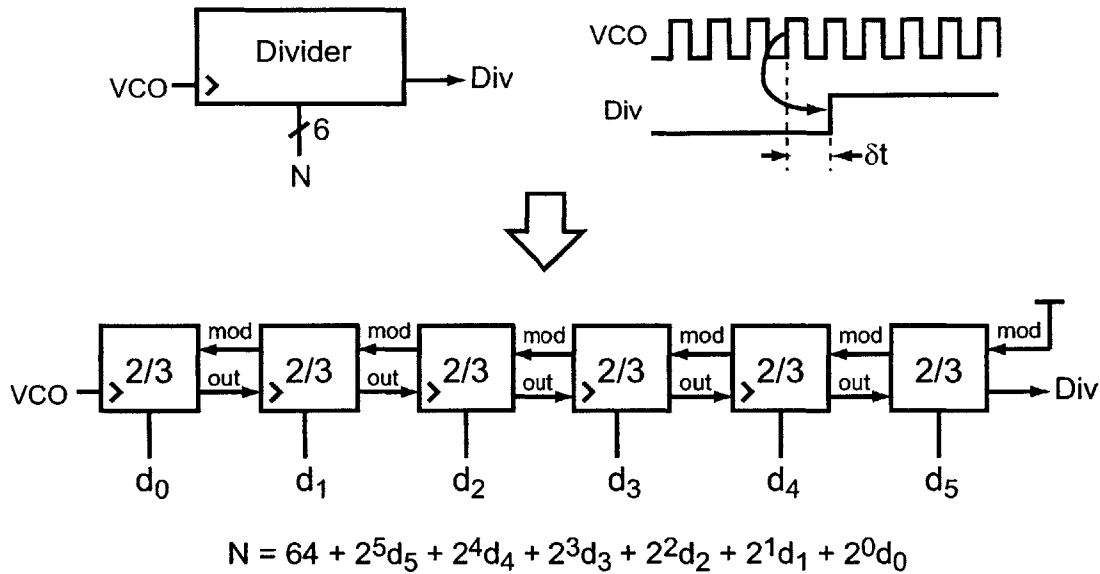 VCO
Divider
Div
6
N
VCO
Div
δt
mod mod mod mod mod mod
VCO 2/3 2/3 2/3 2/3 2/3 2/3 Div
out out out out out
d₀ d₁ d₂ d₃ d₄ d₅
N = 64 + 2⁵d₅ + 2⁴d₄ + 2³d₃ + 2²d₂ + 2¹d₁ + 2⁰d₀